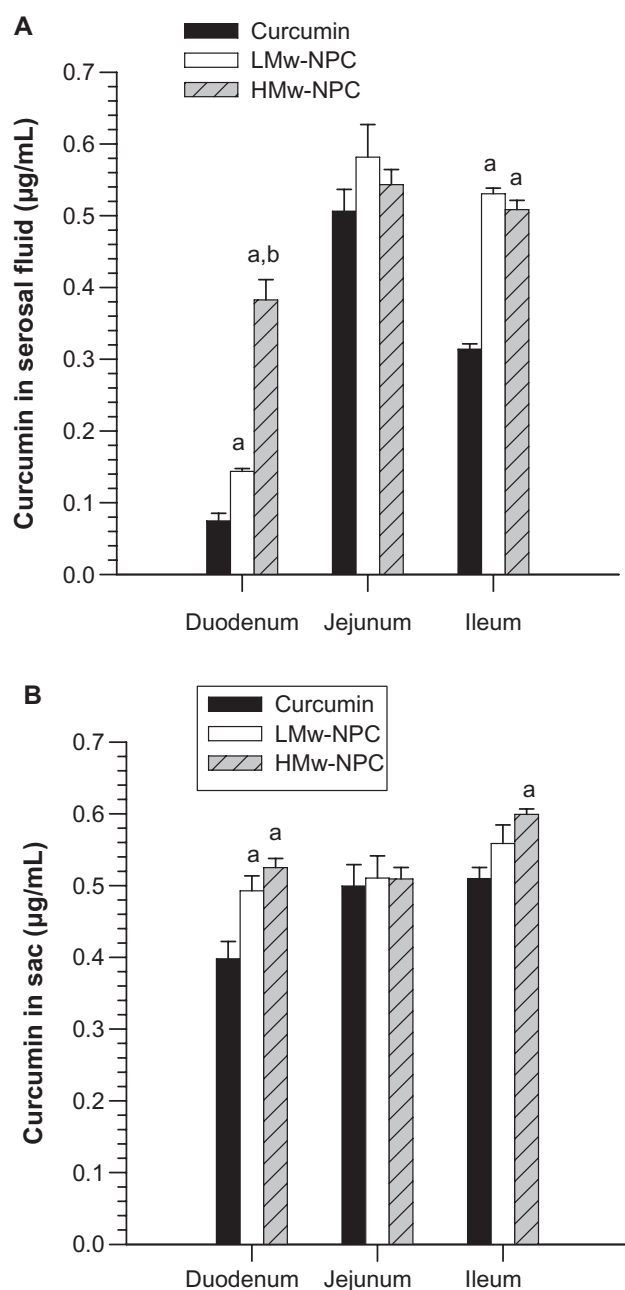 A
Curcumin
LMw-NPC
HMw-NPC
Curcumin in serosal fluid (µg/mL)
0.7
0.6
0.5
0.4
0.3
0.2
0.1
0.0
a
a,b
a
a
Duodenum Jejunum Ileum
B
Curcumin
LMw-NPC
HMw-NPC
Curcumin in sac (µg/mL)
0.7
0.6
0.5
0.4
0.3
0.2
0.1
0.0
a
a
a
Duodenum Jejunum Ileum